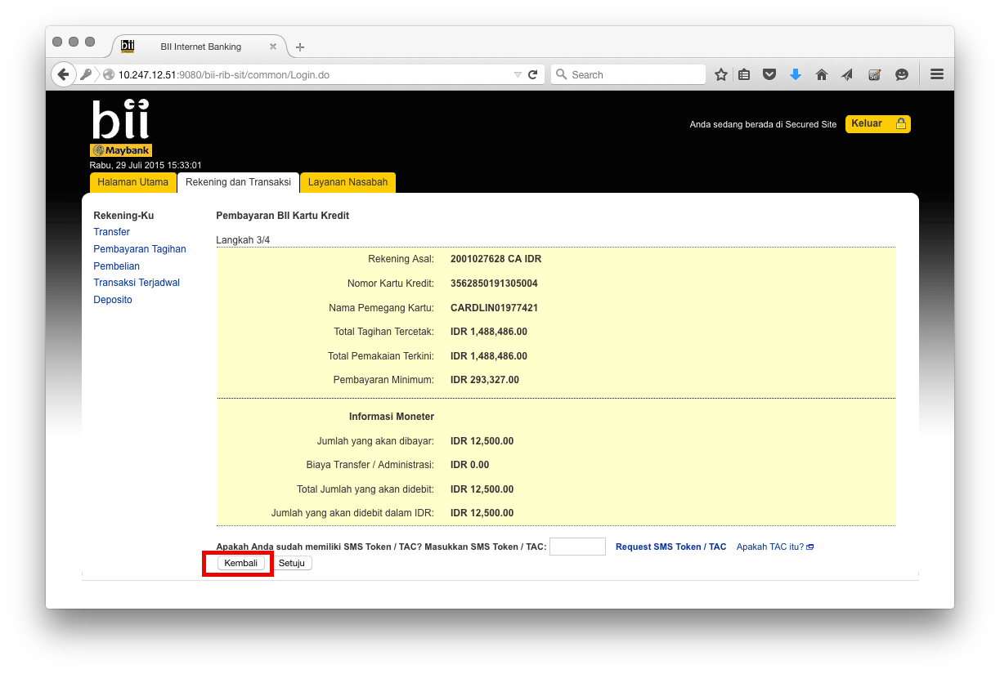 BII Internet Banking
10.247.12.51:9080/bii-rib-sit/common/Login.do
Search
bii
Maybank
Anda sedang berada di Secured Site
Keluar
Rabu, 29 Juli 2015 15:33:01
Halaman Utama
Rekening dan Transaksi
Layanan Nasabah
Rekening-Ku
Transfer
Pembayaran Tagihan
Pembelian
Transaksi Terjadwal
Deposito
Pembayaran BII Kartu Kredit
Langkah 3/4
Rekening Asal: 2001027628 CA IDR
Nomor Kartu Kredit: 3562850191305004
Nama Pemegang Kartu: CARDLIN01977421
Total Tagihan Tercetak: IDR 1,488,486.00
Total Pemakaian Terkini: IDR 1,488,486.00
Pembayaran Minimum: IDR 293,327.00
Informasi Moneter
Jumlah yang akan dibayar: IDR 12,500.00
Biaya Transfer / Administrasi: IDR 0.00
Total Jumlah yang akan didebit: IDR 12,500.00
Jumlah yang akan didebit dalam IDR: IDR 12,500.00
Apakah Anda sudah memiliki SMS Token / TAC? Masukkan SMS Token / TAC: Request SMS Token / TAC Apakah TAC itu?
Kembali Setuju